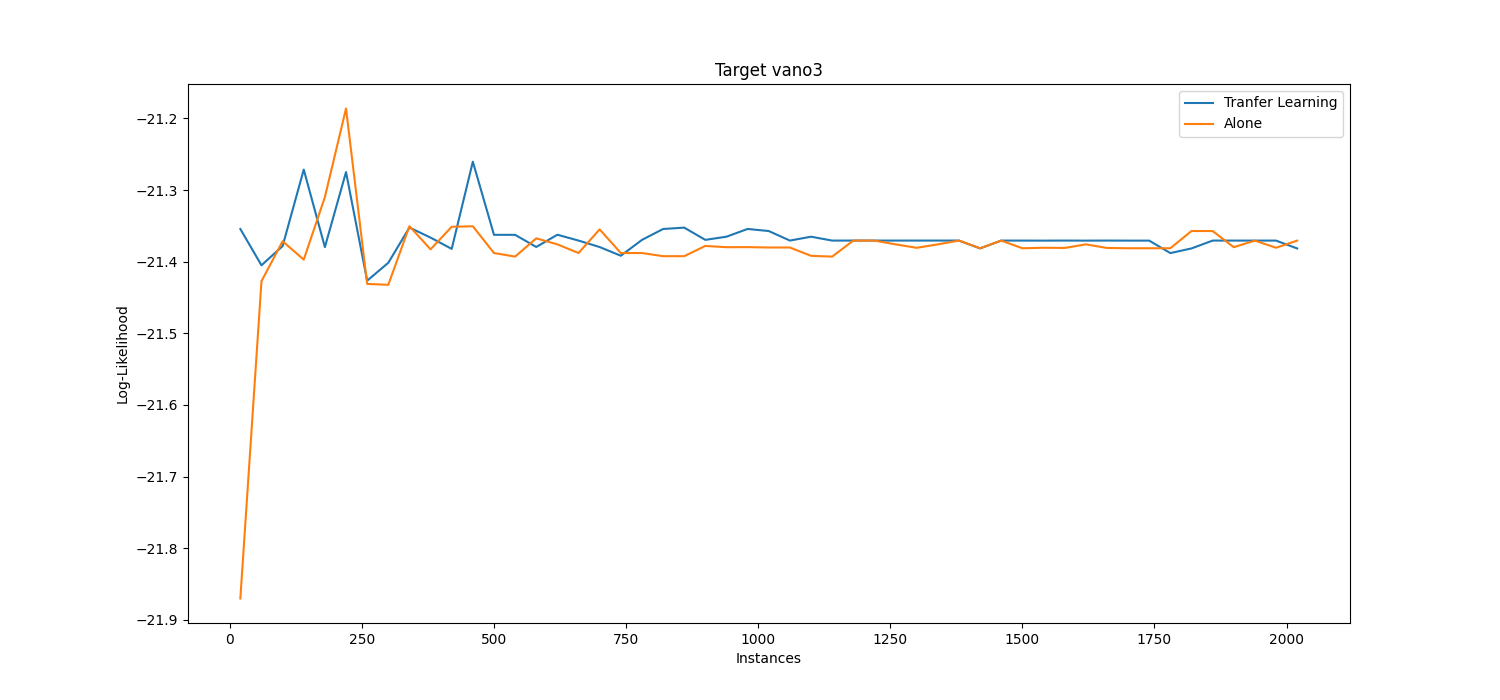 Target vano3
Tranfer Learning
Alone
−21.2
−21.3
−21.4
−21.5
−21.6
−21.7
−21.8
−21.9
Log-Likelihood
0 250 500 750 1000 1250 1500 1750 2000
Instances